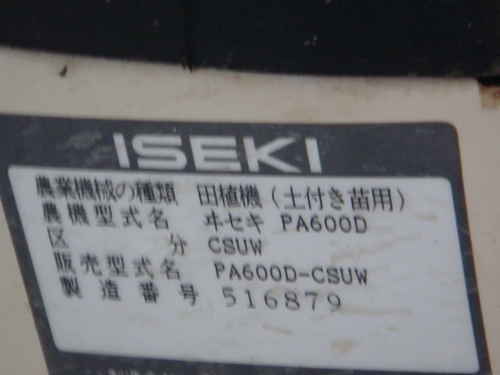 ISEKI
農業機械の種類 田植機(土付き苗用)
農機型式名 ヰセキ PA600D
区分 CSUW
販売型式名 PA600D-CSUW
製造番号 516879